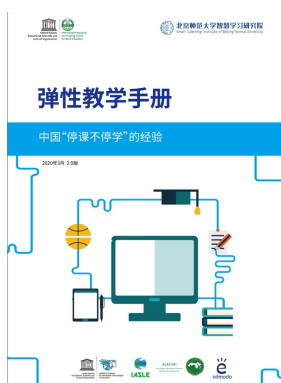 北京师范大学智慧学习研究院
Smart Learning Institute of Beijing Normal University
弹性教学手册
中国“停课不停学”的经验
2020年3月 2.0版
IASLE
ALECSO
edmodo